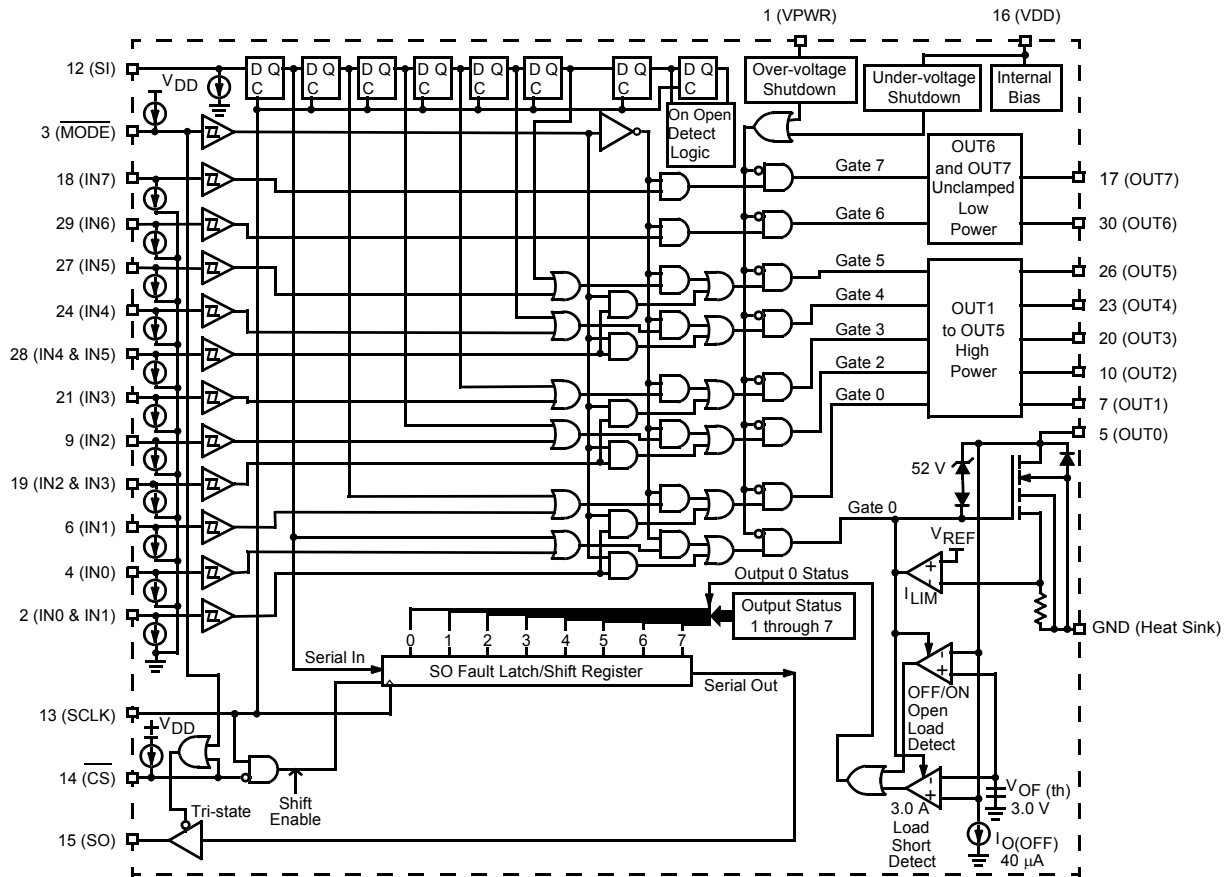 1 (VPWR)
16 (VDD)
12 (SI)
D Q
C
D Q
C
D Q
C
D Q
C
D Q
C
D Q
C
D Q
C
D Q
C
VDD
Over-voltage
Shutdown
Under-voltage
Shutdown
Internal
Bias
On Open
Detect
Logic
3 (MODE)
18 (IN7)
29 (IN6)
27 (IN5)
24 (IN4)
28 (IN4 & IN5)
21 (IN3)
9 (IN2)
19 (IN2 & IN3)
6 (IN1)
4 (IN0)
2 (IN0 & IN1)
13 (SCLK)
VDD
14 (CS)
15 (SO)
Gate 7
Gate 6
Gate 5
Gate 4
Gate 3
Gate 2
Gate 0
Gate 0
OUT6
and OUT7
Unclamped
Low
Power
OUT1
to OUT5
High
Power
17 (OUT7)
30 (OUT6)
26 (OUT5)
23 (OUT4)
20 (OUT3)
10 (OUT2)
7 (OUT1)
5 (OUT0)
52 V
VREF
+
-
ILIM
GND (Heat Sink)
Output 0 Status
Output Status
1 through 7
0 1 2 3 4 5 6 7
Serial In
SO Fault Latch/Shift Register
Serial Out
-
+
OFF/ON
Open
Load
Detect
-
+
3.0 A
Load
Short
Detect
VOF (th)
3.0 V
IO(OFF)
40 μA
Tri-state
Shift
Enable